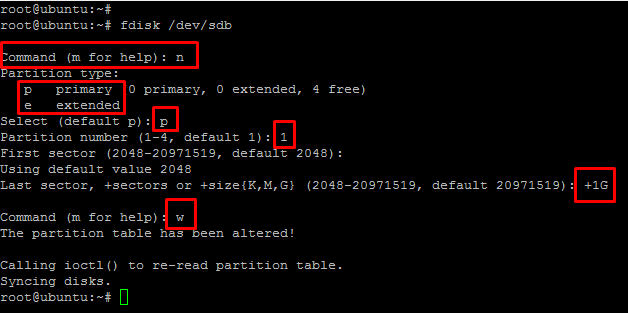 root@ubuntu:~#
root@ubuntu:~# fdisk /dev/sdb
Command (m for help): n
Partition type:
   p   primary (0 primary, 0 extended, 4 free)
   e   extended
Select (default p): p
Partition number (1-4, default 1): 1
First sector (2048-20971519, default 2048):
Using default value 2048
Last sector, +sectors or +size{K,M,G} (2048-20971519, default 20971519): +1G
Command (m for help): w
The partition table has been altered!
Calling ioctl() to re-read partition table.
Syncing disks.
root@ubuntu:~#